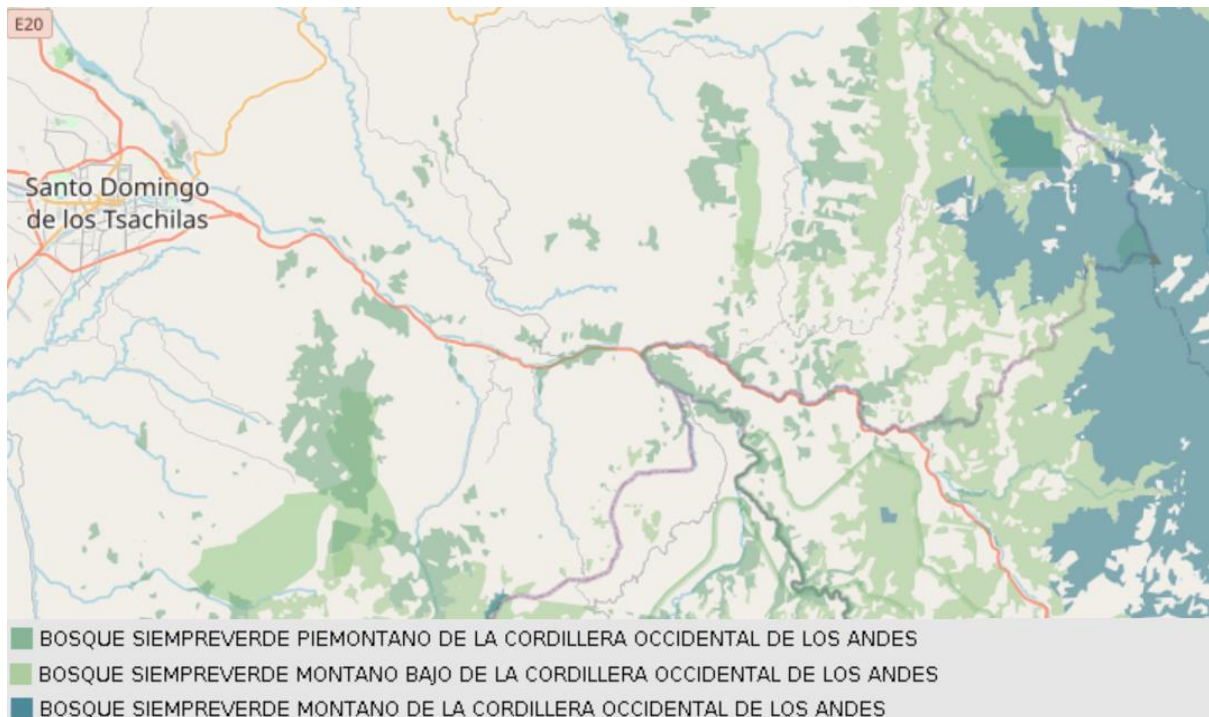 E20
Santo Domingo
de los Tsachilas
BOSQUE SIEMPREVERDE PIEMONTANO DE LA CORDILLERA OCCIDENTAL DE LOS ANDES
BOSQUE SIEMPREVERDE MONTANO BAJO DE LA CORDILLERA OCCIDENTAL DE LOS ANDES
BOSQUE SIEMPREVERDE MONTANO DE LA CORDILLERA OCCIDENTAL DE LOS ANDES